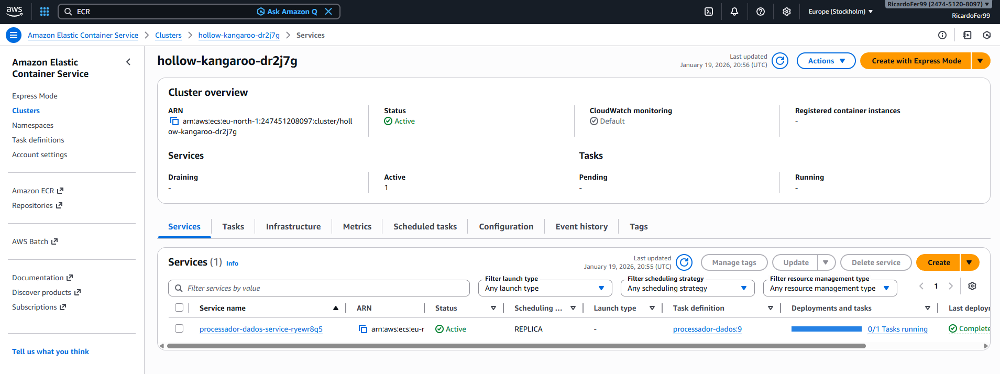 aws
ECR
Ask Amazon Q
Europe (Stockholm)
RicardoFer99 (2474-5120-8097)
RicardoFer99
Amazon Elastic Container Service
Clusters
hollow-kangaroo-dr2j7g
Services
Amazon Elastic
Container Service
Express Mode
Clusters
Namespaces
Task definitions
Account settings
Amazon ECR
Repositories
AWS Batch
Documentation
Discover products
Subscriptions
Tell us what you think
hollow-kangaroo-dr2j7g
Last updated
January 19, 2026, 20:56 (UTC)
Actions
Create with Express Mode
Cluster overview
ARN
arn:aws:ecs:eu-north-1:247451208097:cluster/holl
ow-kangaroo-dr2j7g
Status
Active
CloudWatch monitoring
Default
Registered container instances
-
Services
Tasks
Draining
-
Active
1
Pending
-
Running
-
Services
Tasks
Infrastructure
Metrics
Scheduled tasks
Configuration
Event history
Tags
Services (1) Info
Last updated
January 19, 2026, 20:55 (UTC)
Manage tags
Update
Delete service
Create
Filter services by value
Filter launch type
Any launch type
Filter scheduling strategy
Any scheduling strategy
Filter resource management type
Any resource management type
1
Service name
ARN
Status
Scheduling ...
Launch type
Task definition
Deployments and tasks
Last deployr
processador-dados-service-ryewr8q5
arn:aws:ecs:eu-r
Active
REPLICA
-
processador-dados:9
0/1 Tasks running
Complete